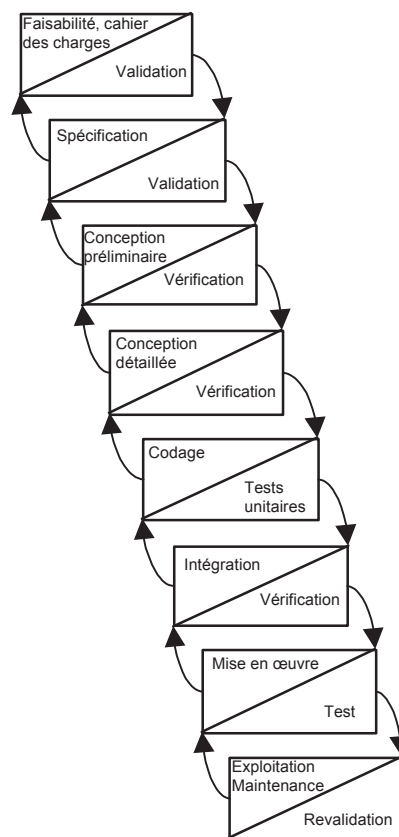 Faisabilité, cahier
des charges
Validation
Spécification
Validation
Conception
préliminaire
Vérification
Conception
détaillée
Vérification
Codage
Tests
unitaires
Intégration
Vérification
Mise en œuvre
Test
Exploitation
Maintenance
Revalidation